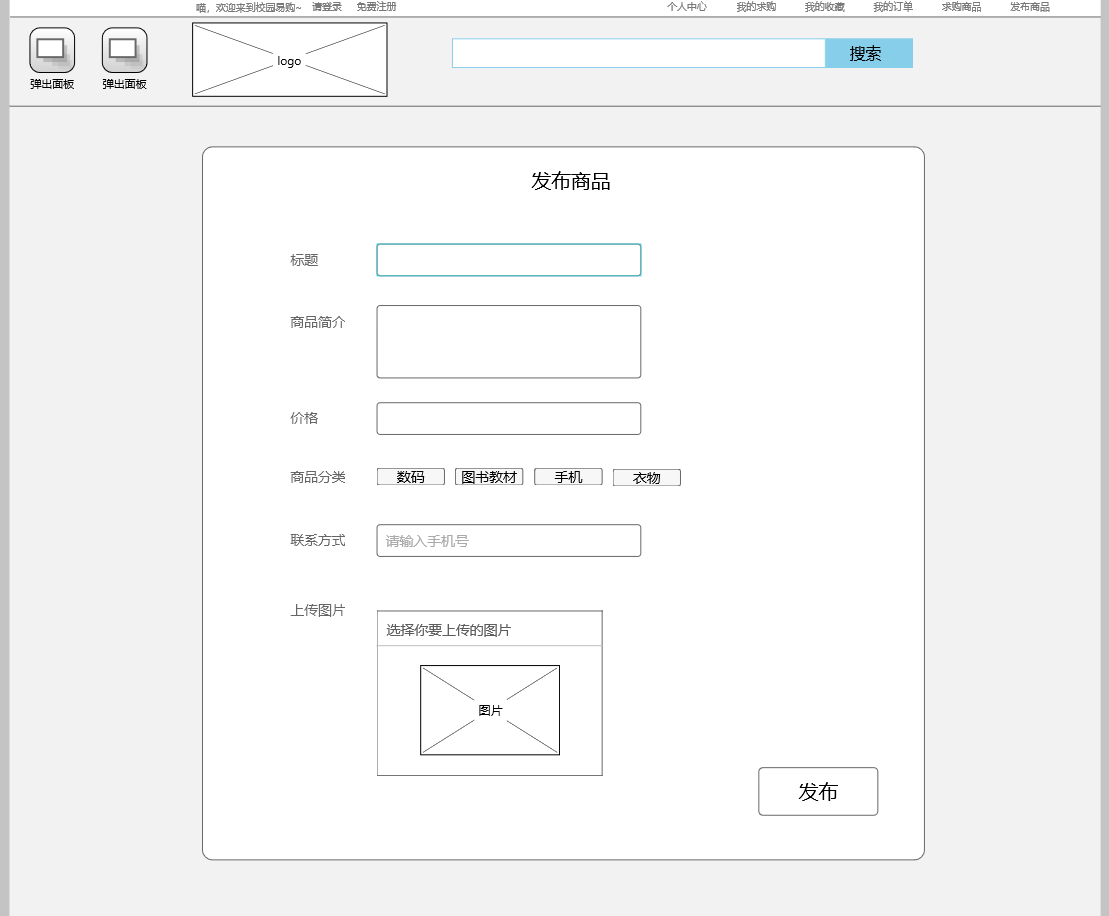 喵，欢迎来到校园易购~ 请登录 免费注册 个人中心 我的求购 我的收藏 我的订单 求购商品 发布商品
弹出面板 弹出面板 logo 搜索
发布商品
标题
商品简介
价格
商品分类 数码 图书教材 手机 衣物
联系方式 请输入手机号
上传图片
选择你要上传的图片
图片
发布